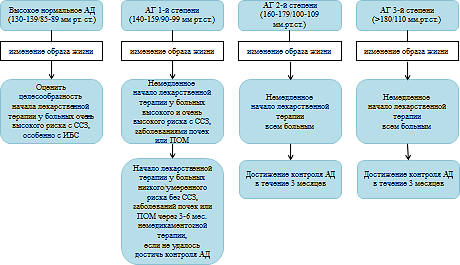 Высокое нормальное АД
(130-139/85-89 мм рт. ст.)
изменение образа жизни
Оценить
целесообразность
начала лекарственной
терапии у больных очень
высокого риска с ССЗ,
особенно с ИБС
АГ 1-й степени
(140-159/90-99 мм рт.ст.)
изменение образа жизни
Немедленное
начало лекарственной
терапии у больных
высокого и очень
высокого риска с ССЗ,
заболеваниями почек
или ПОМ
Начало лекарственной
терапии у больных
низкого/умеренного
риска без ССЗ,
заболеваний почек или
ПОМ через 3-6 мес.
немедикаментозной
терапии,
если не удалось
достичь контроля АД
АГ 2-й степени
(160-179/100-109
мм рт.ст.)
изменение образа жизни
Немедленное
начало лекарственной
терапии
всем больным
Достижение контроля АД
в течение 3 месяцев
АГ 3-й степени
(>180/110 мм.рт.ст.)
изменение образа жизни
Немедленное
начало лекарственной
терапии
всем больным
Достижение контроля АД
в течение 3 месяцев